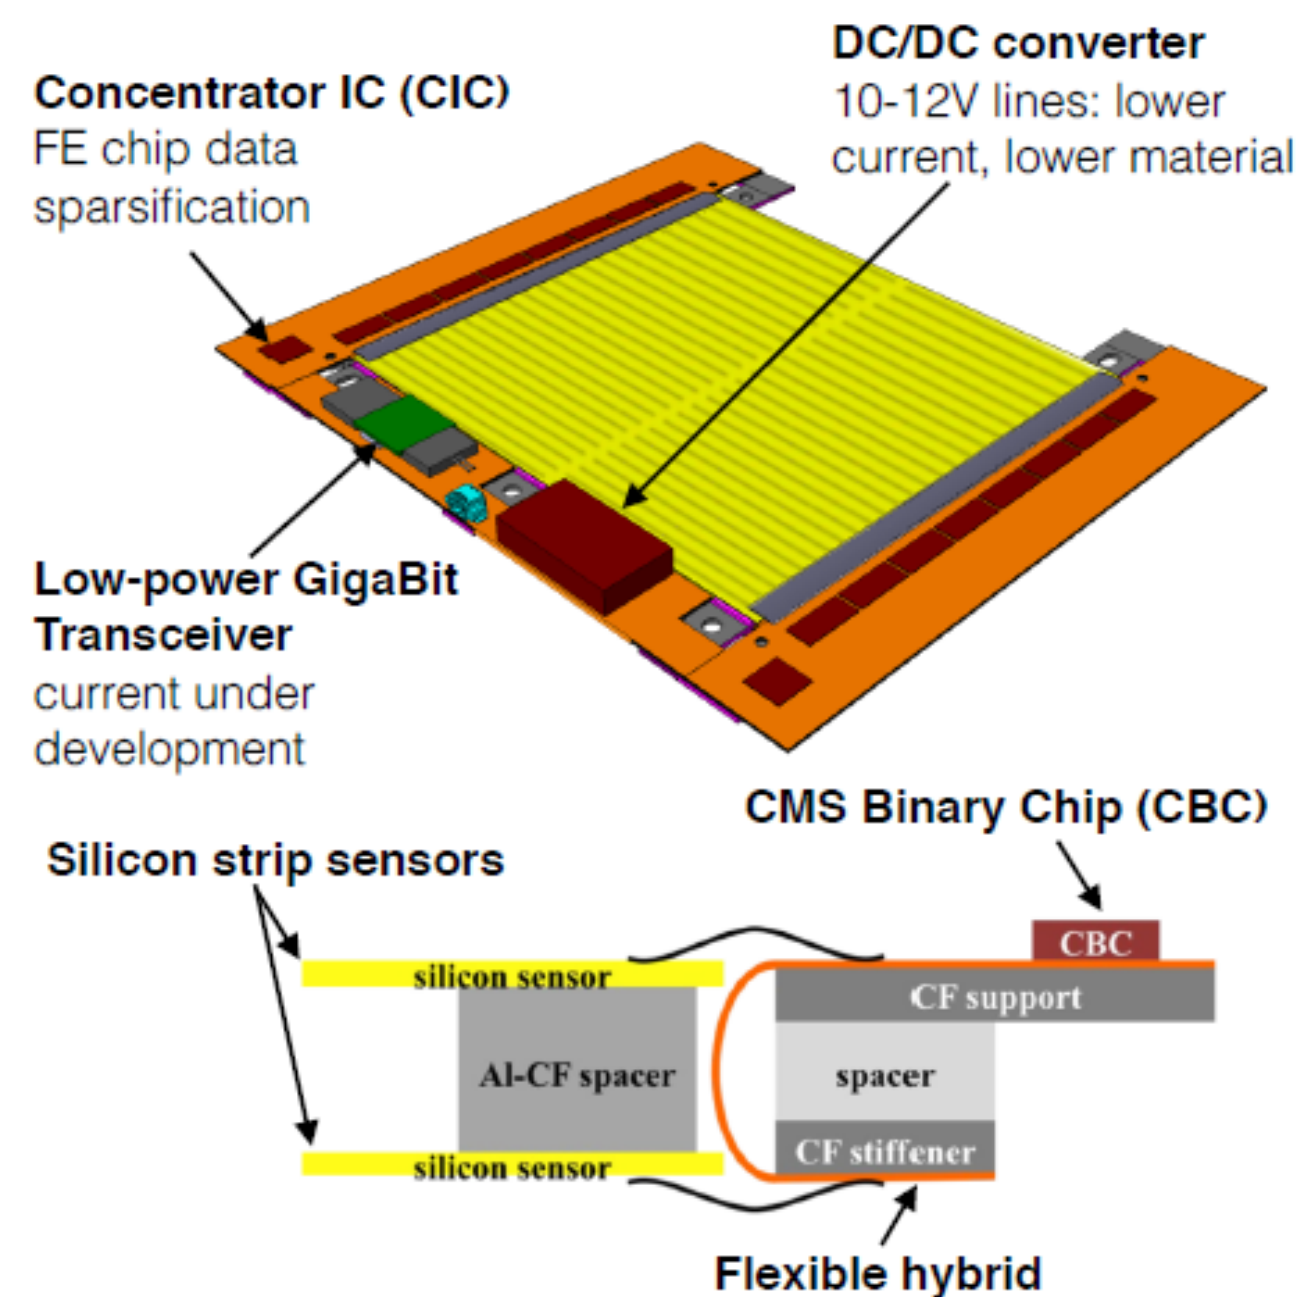 DC/DC converter
10-12V lines: lower
current, lower material
Concentrator IC (CIC)
FE chip data
sparsification
Low-power GigaBit
Transceiver
current under
development
CMS Binary Chip (CBC)
Silicon strip sensors
CBC
silicon sensor
CF support
Al-CF spacer
spacer
CF stiffener
silicon sensor
Flexible hybrid